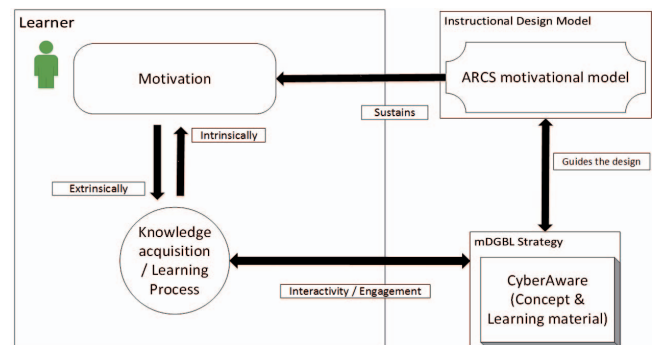 Learner
Instructional Design Model
Motivation
ARCS motivational model
Sustains
Intrinsically
Guides the design
Extrinsically
Knowledge
acquisition
/ Learning
Process
mDGBL Strategy
CyberAware
(Concept &
Learning material)
Interactivity / Engagement